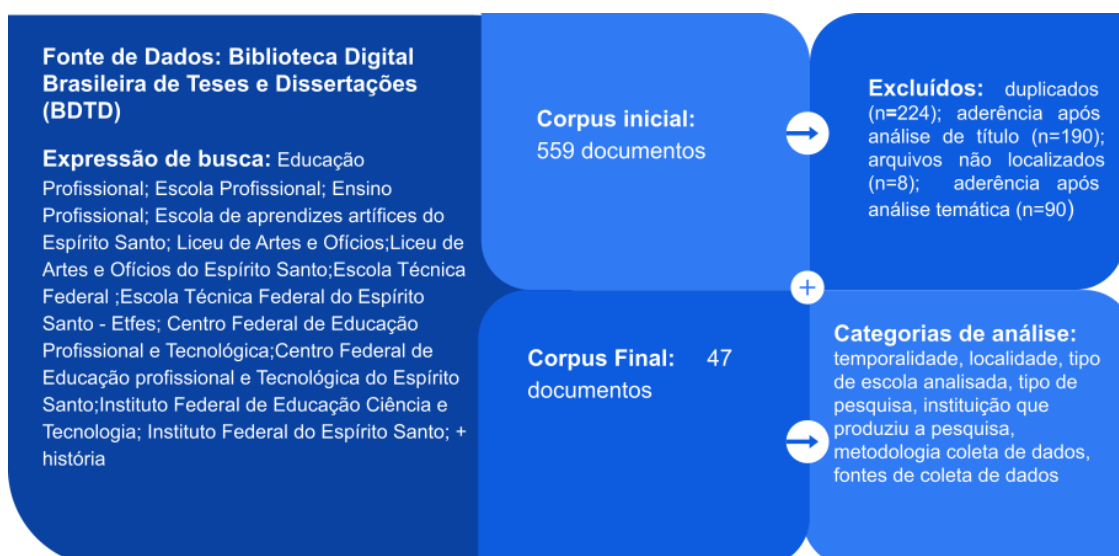 Fonte de Dados: Biblioteca Digital
Brasileira de Teses e Dissertações
(BDTD)
Expressão de busca: Educação
Profissional; Escola Profissional; Ensino
Profissional; Escola de aprendizes artífices do
Espírito Santo; Liceu de Artes e Ofícios;Liceu de
Artes e Ofícios do Espírito Santo;Escola Técnica
Federal ;Escola Técnica Federal do Espírito
Santo - Etfes; Centro Federal de Educação
Profissional e Tecnológica;Centro Federal de
Educação profissional e Tecnológica do Espírito
Santo;Instituto Federal de Educação Ciência e
Tecnologia; Instituto Federal do Espírito Santo; +
história
Corpus inicial:
559 documentos
Excluídos: duplicados
(n=224); aderência após
análise de título (n=190);
arquivos não localizados
(n=8); aderência após
análise temática (n=90)
+
Corpus Final: 47
documentos
Categorias de análise:
temporalidade, localidade, tipo
de escola analisada, tipo de
pesquisa, instituição que
produziu a pesquisa,
metodologia coleta de dados,
fontes de coleta de dados